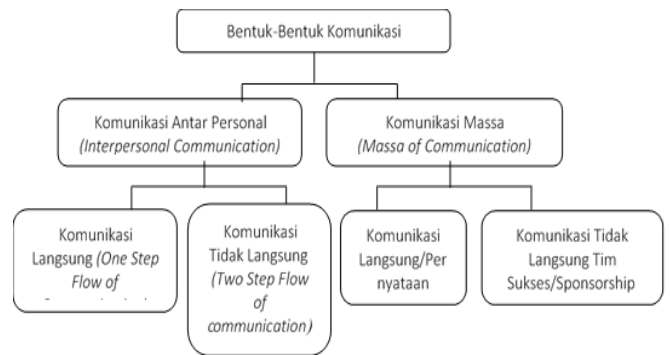 Bentuk-Bentuk Komunikasi
Komunikasi Antar Personal
(Interpersonal Communication)
Komunikasi Massa
(Massa of Communication)
Komunikasi
Langsung (One Step
Flow of
Komunikasi
Tidak Langsung
(Two Step Flow
of
communication)
Komunikasi
Langsung/Per
nyataan
Komunikasi Tidak
Langsung Tim
Sukses/Sponsorship